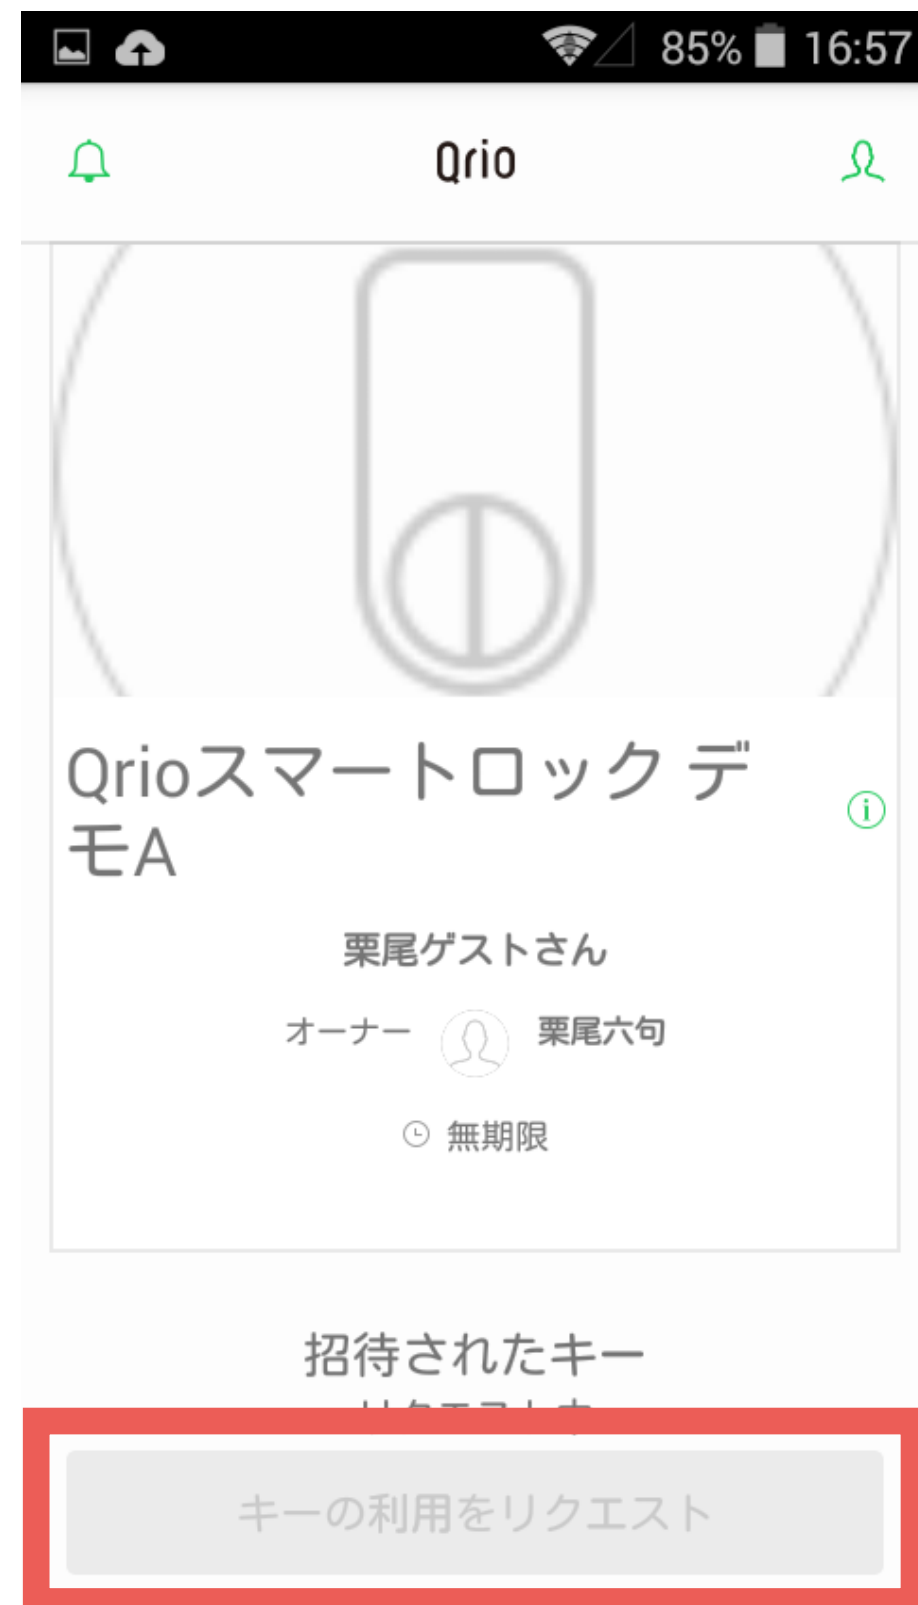 85% 16:57
Qrio
Qrioスマートロック デ
モA
栗尾ゲストさん
オーナー 栗尾六句
無期限
招待されたキー
キーの利用をリクエスト